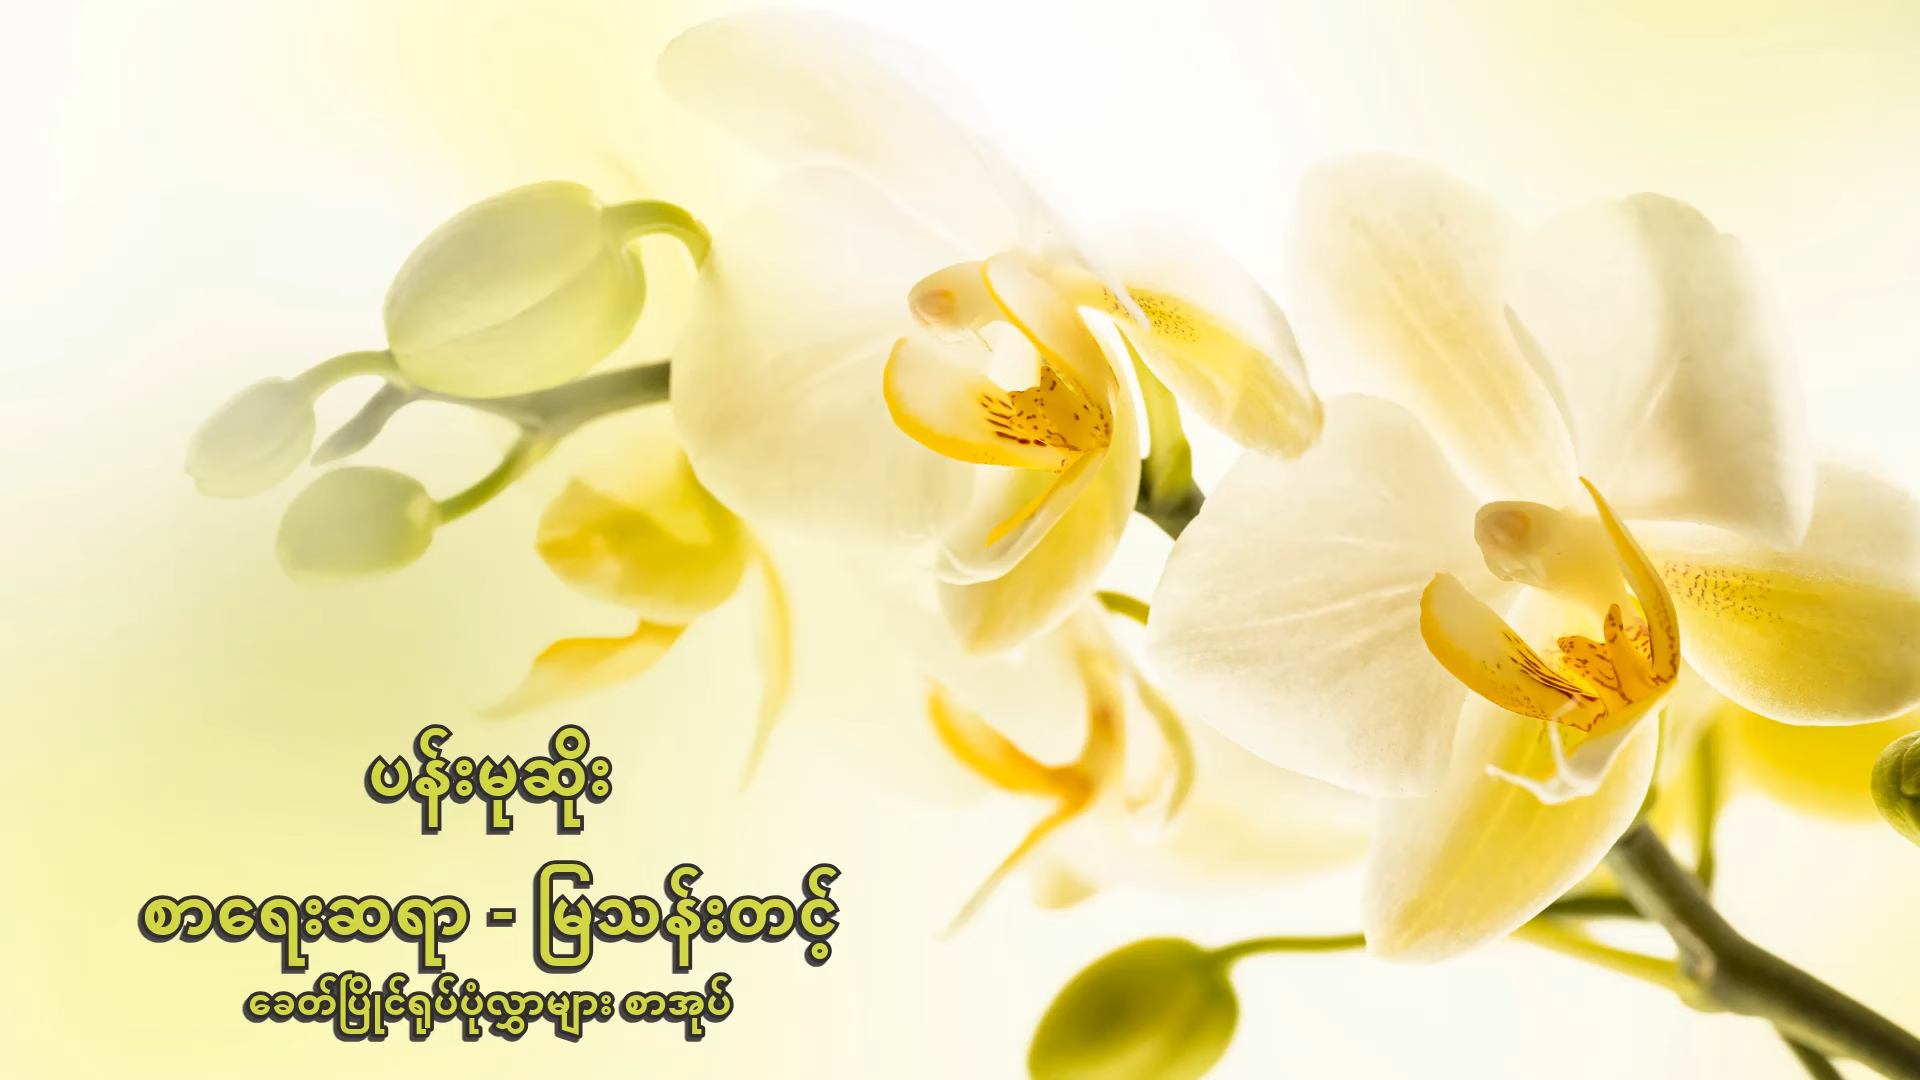 ပန်းမုဆိုး
စာရေးဆရာ - မြသန်းတင့်
ခေတ်ပြိုင်ရုပ်ပုံလွှာများ စာအုပ်